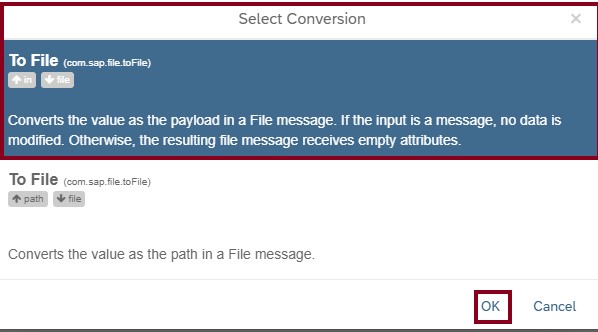 Select Conversion ×
To File (com.sap.file.toFile)
in file
Converts the value as the payload in a File message. If the input is a message, no data is
modified. Otherwise, the resulting file message receives empty attributes.
To File (com.sap.file.toFile)
path file
Converts the value as the path in a File message.
OK Cancel